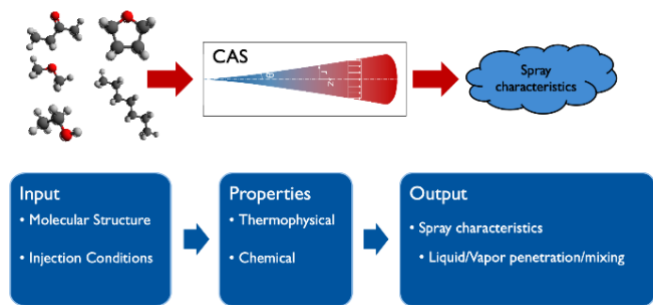 CAS
θ
r
z
Spray
characteristics
Input
• Molecular Structure
• Injection Conditions
Properties
• Thermophysical
• Chemical
Output
• Spray characteristics
• Liquid/Vapor penetration/mixing